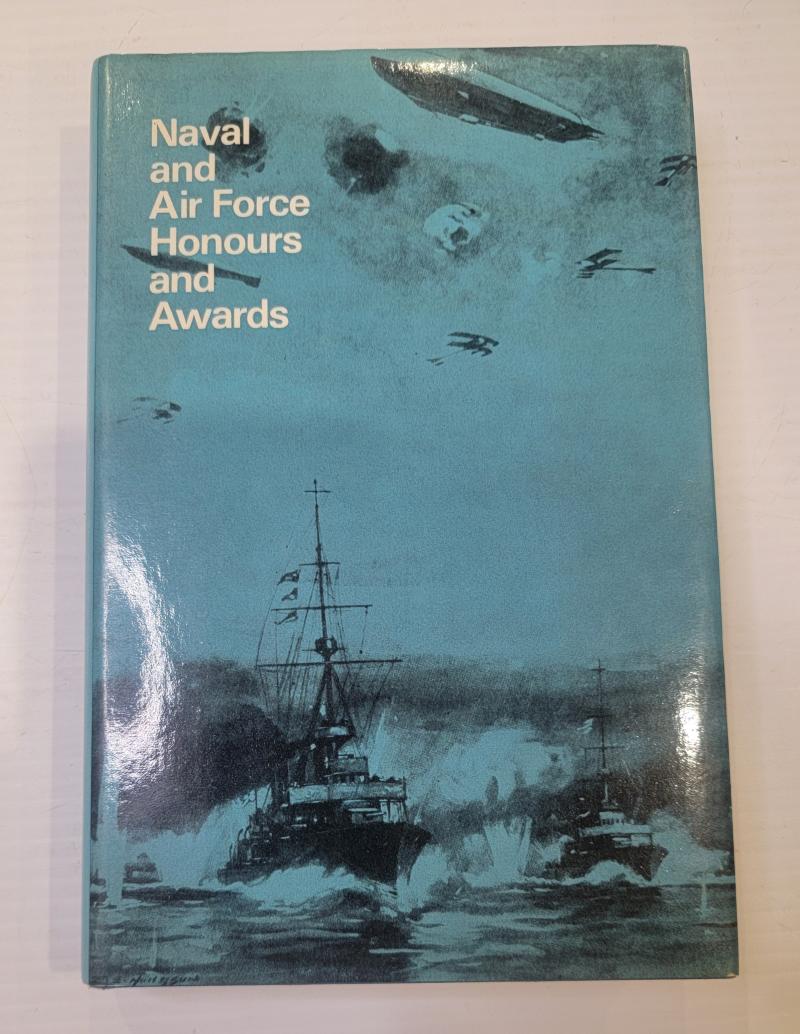 Naval
and
Air Force
Honours
and
Awards